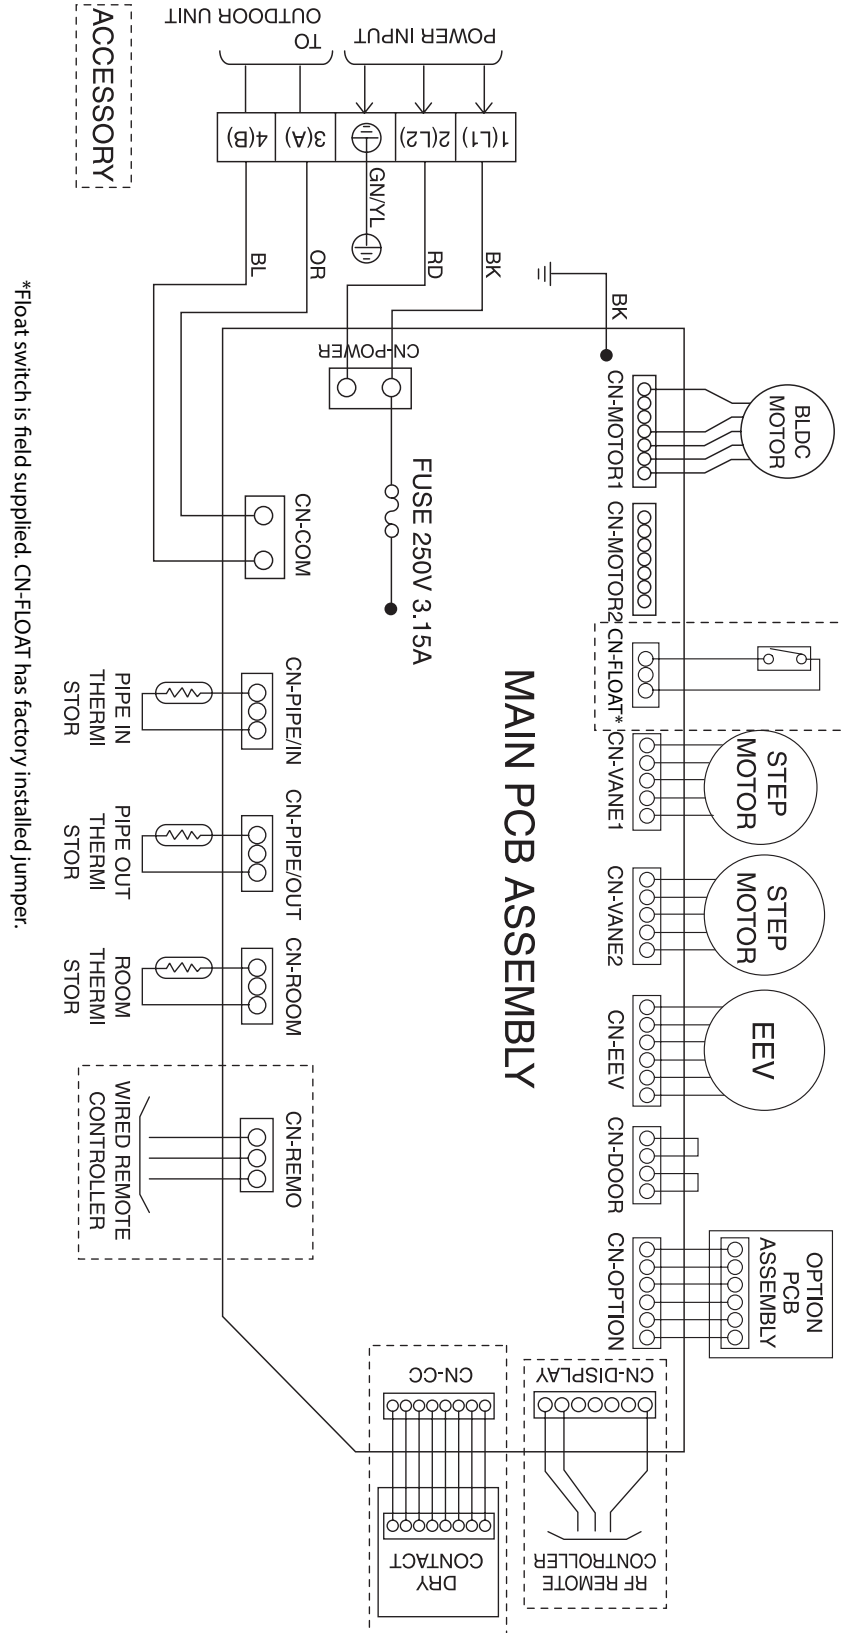 ACCESSORY
TO
OUTDOOR UNIT
POWER INPUT
4(B)
3(A)
2(L2)
1(L1)
GN/YL
BL
OR
RD
BK
BK
CN-POWER
FUSE 250V 3.15A
CN-COM
MAIN PCB ASSEMBLY
CN-MOTOR1
BLDC
MOTOR
CN-MOTOR2
CN-FLOAT*
CN-VANE1
STEP
MOTOR
CN-VANE2
STEP
MOTOR
CN-EEV
EEV
CN-DOOR
CN-OPTION
OPTION
PCB
ASSEMBLY
CN-PIPE/IN
PIPE IN
THERMI
STOR
CN-PIPE/OUT
PIPE OUT
THERMI
STOR
CN-ROOM
ROOM
THERMI
STOR
CN-REMO
WIRED REMOTE
CONTROLLER
CN-CC
DRY
CONTACT
CN-DISPLAY
RF REMOTE
CONTROLLER
*Float switch is field supplied. CN-FLOAT has factory installed jumper.